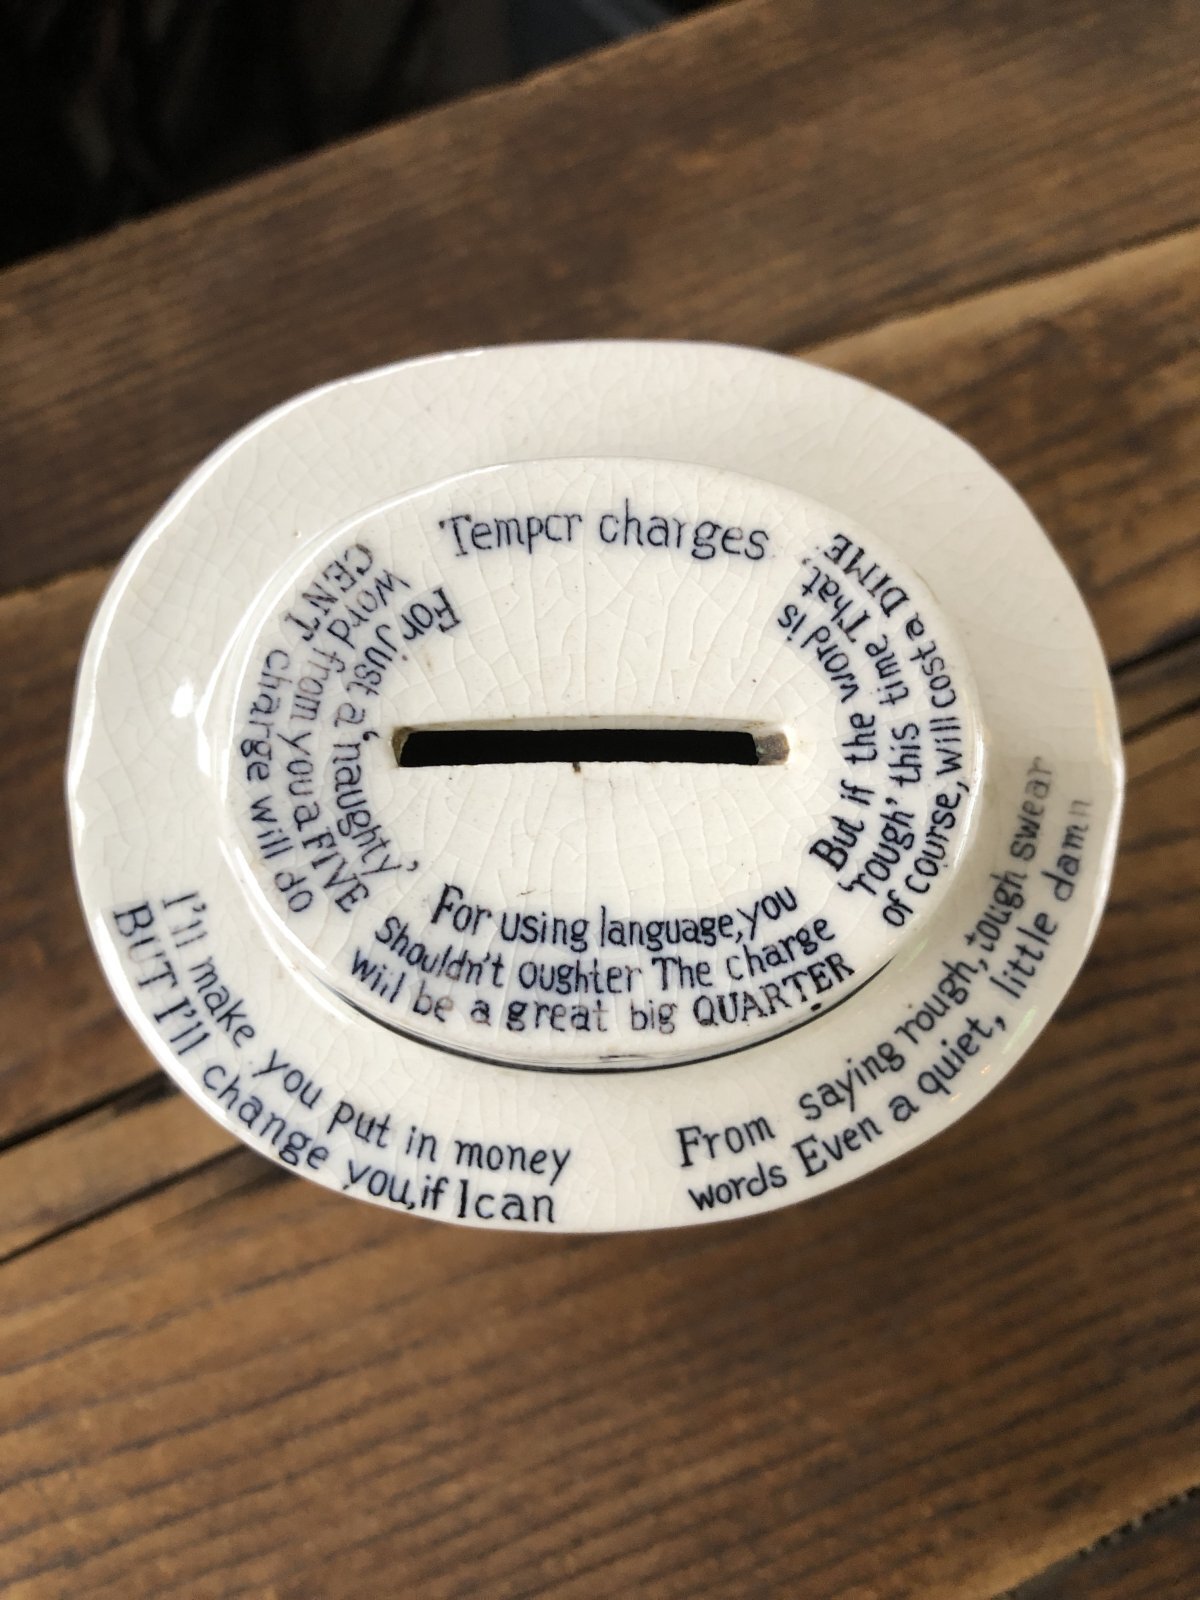 Temper charges
For just a 'naughty'
word from you a FIVE
CENT charge will do
But if the word is
'rough' this time That,
of course, will cost a DIME
For using language, you
shouldn't oughter The charge
will be a great big QUARTER
I'll make you put in money
BUT I'll change you, if I can
From saying rough, tough swear
words Even a quiet, little damn